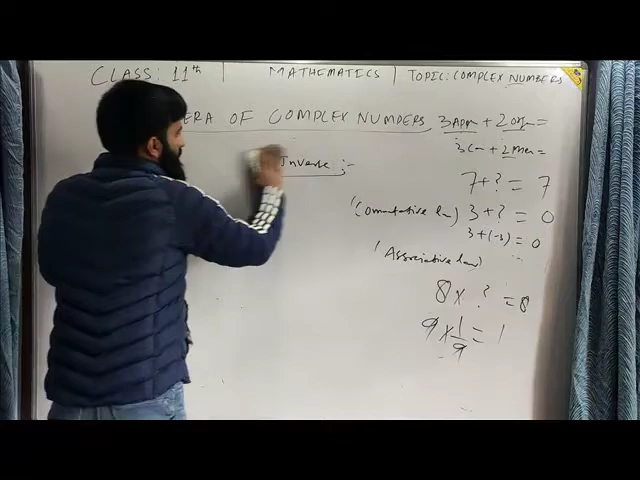 CLASS: 11th | MATHEMATICS | TOPIC: COMPLEX NUMBERS
ERA OF COMPLEX NUMBERS
3 + 2 =
Inverse :-
+ 2 =
7 + ? = 7
(Commutative law) 3 + ? = 0
3 + (-3) = 0
(Associative law)
8 × ? = 8
9 × 1/9 = 1